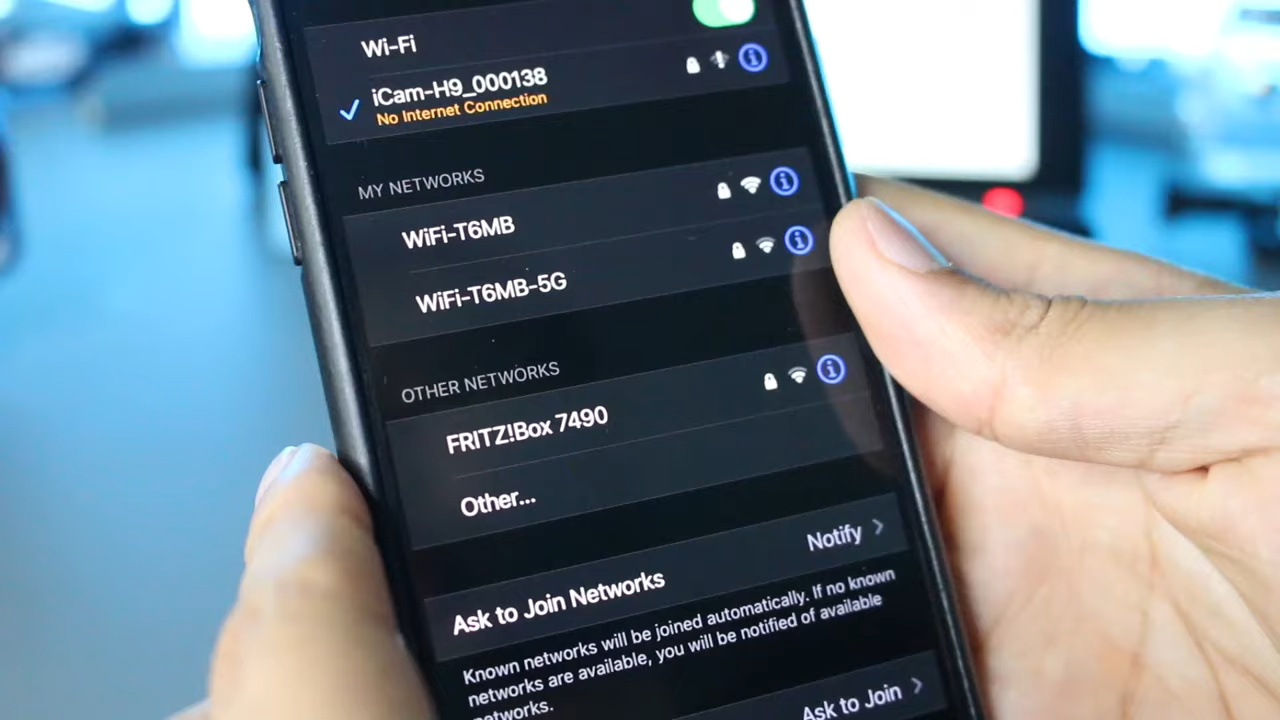 Wi-Fi
iCam-H9_000138
No Internet Connection
MY NETWORKS
WiFi-T6MB
WiFi-T6MB-5G
OTHER NETWORKS
FRITZ!Box 7490
Other...
Ask to Join Networks
Notify
Known networks will be joined automatically. If no known
networks are available, you will be notified of available
networks.
Ask to Join